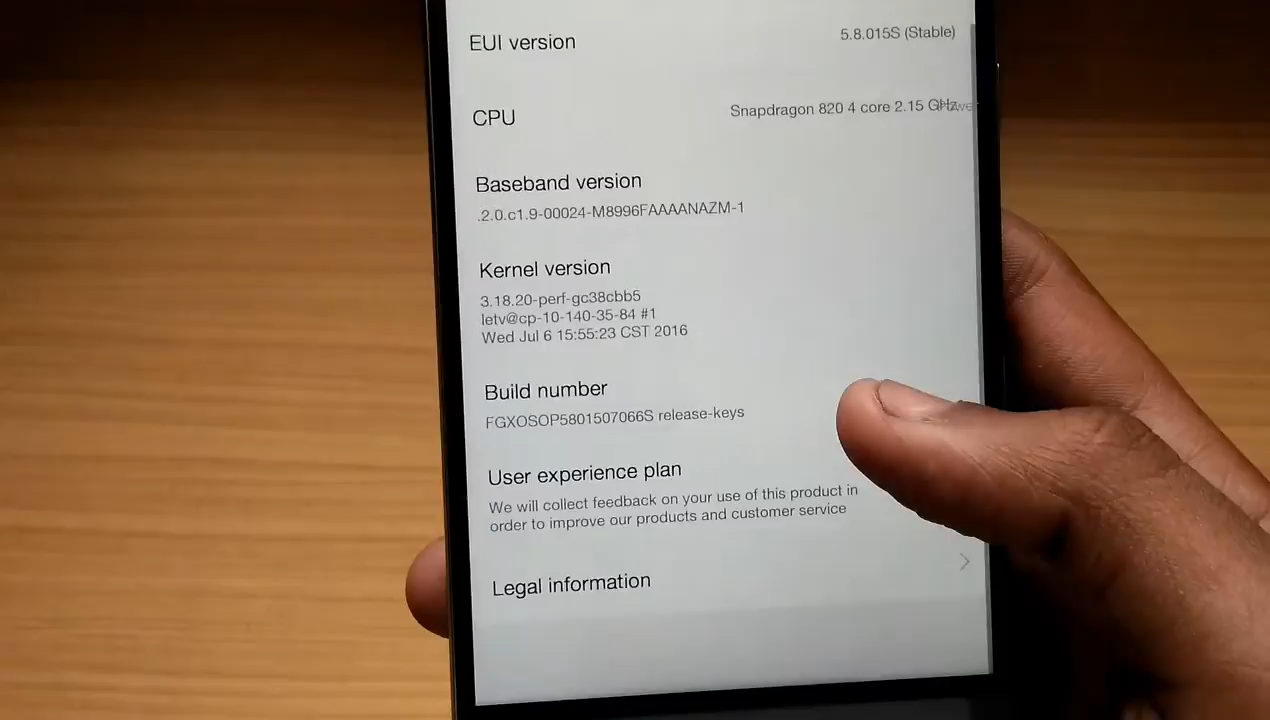 EUI version 5.8.015S (Stable)
CPU Snapdragon 820 4 core 2.15 GHz
Baseband version
.2.0.c1.9-00024-M8996FAAAANAZM-1
Kernel version
3.18.20-perf-gc38cbb5
letv@cp-10-140-35-84 #1
Wed Jul 6 15:55:23 CST 2016
Build number
FGXOSOP5801507066S release-keys
User experience plan
We will collect feedback on your use of this product in
order to improve our products and customer service
Legal information